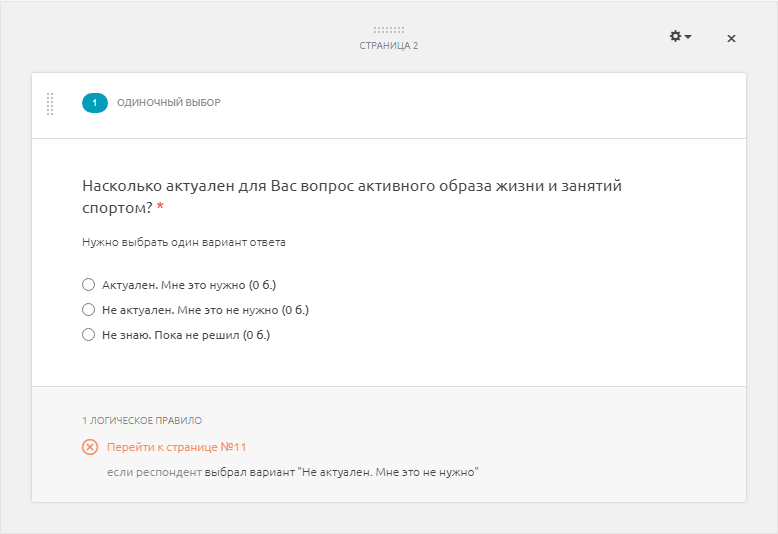 СТРАНИЦА 2
1 ОДИНОЧНЫЙ ВЫБОР
Насколько актуален для Вас вопрос активного образа жизни и занятий
спортом? *
Нужно выбрать один вариант ответа
Актуален. Мне это нужно (0 б.)
Не актуален. Мне это не нужно (0 б.)
Не знаю. Пока не решил (0 б.)
1 ЛОГИЧЕСКОЕ ПРАВИЛО
Перейти к странице №11
если респондент выбрал вариант "Не актуален. Мне это не нужно"